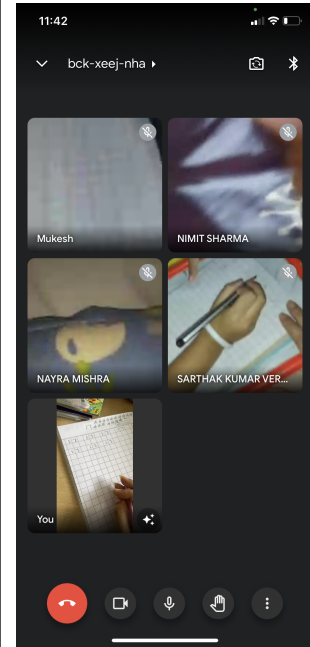 11:42
bck-xeej-nha
Mukesh
NIMIT SHARMA
NAYRA MISHRA
SARTHAK KUMAR VER...
You